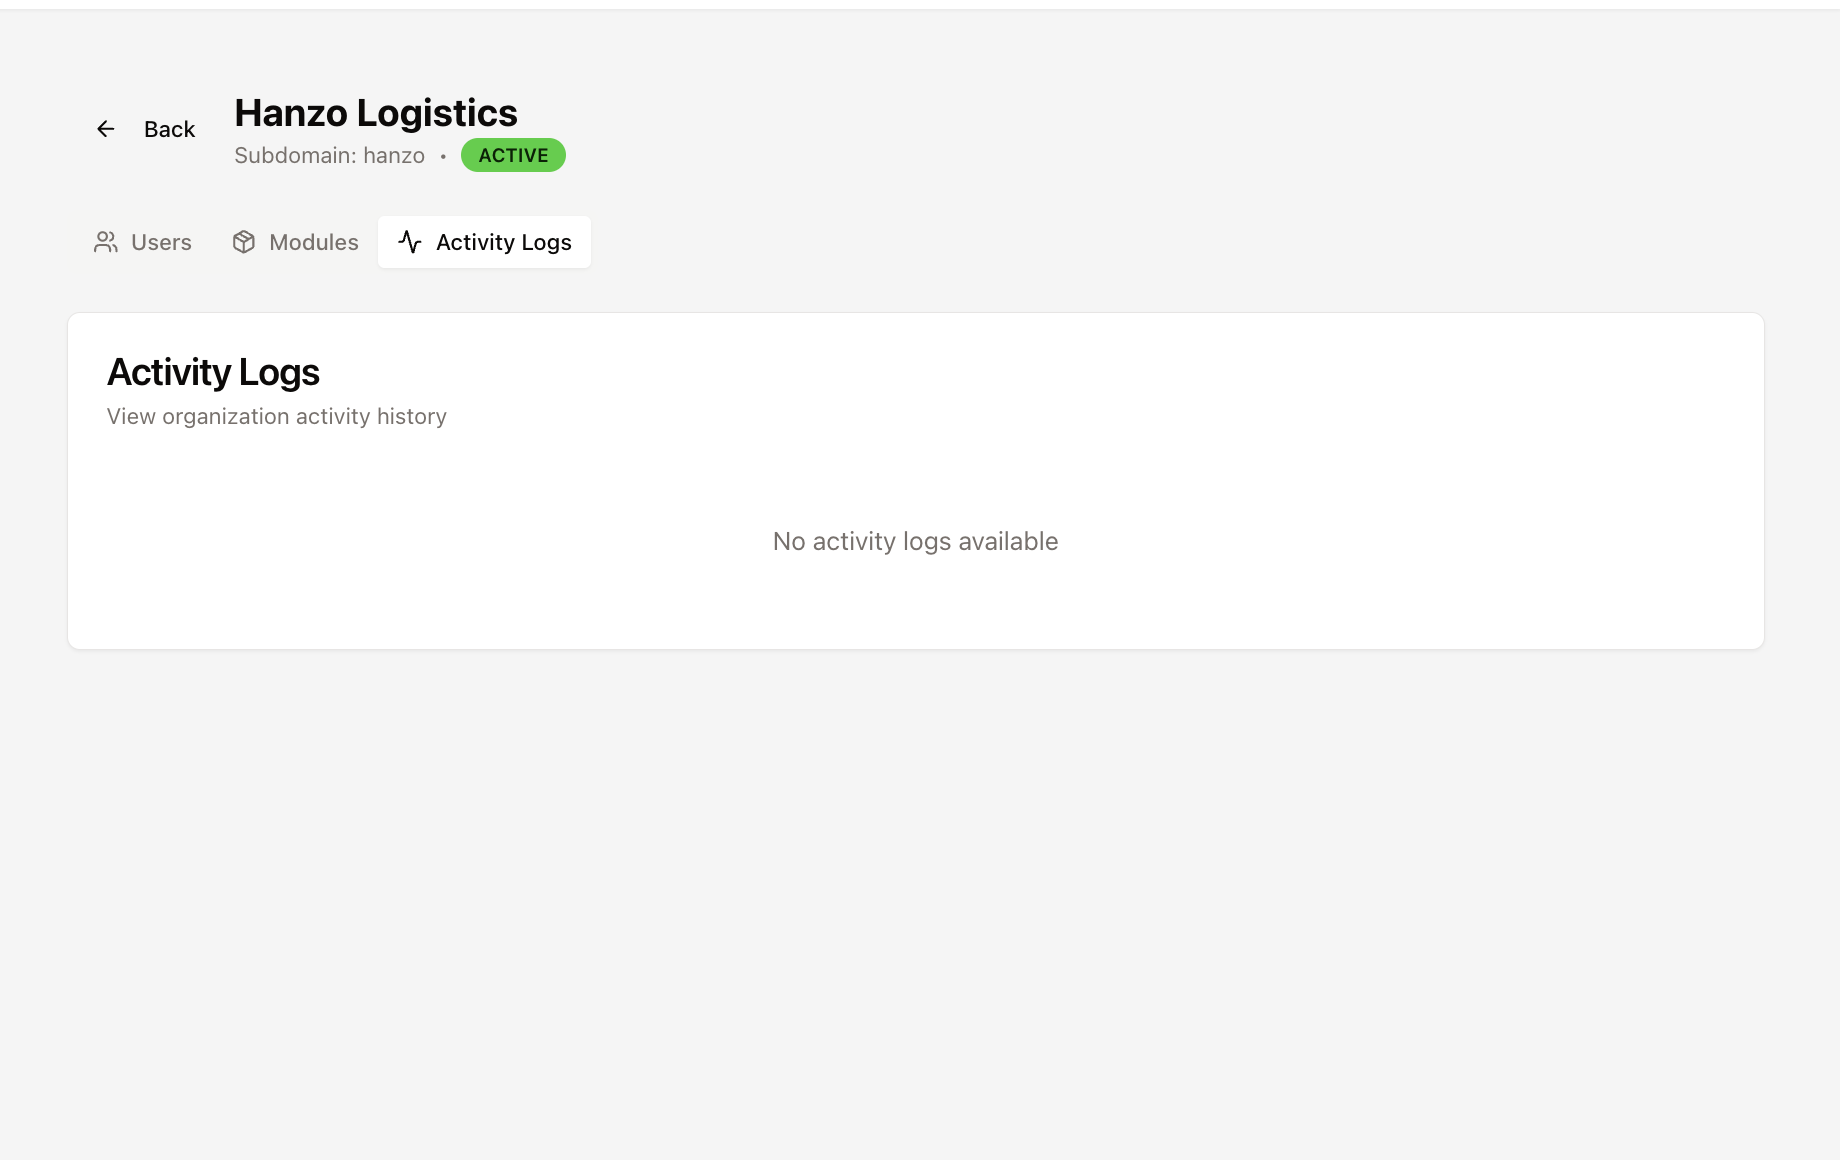 Back
Hanzo Logistics
Subdomain: hanzo • ACTIVE
Users
Modules
Activity Logs
Activity Logs
View organization activity history
No activity logs available